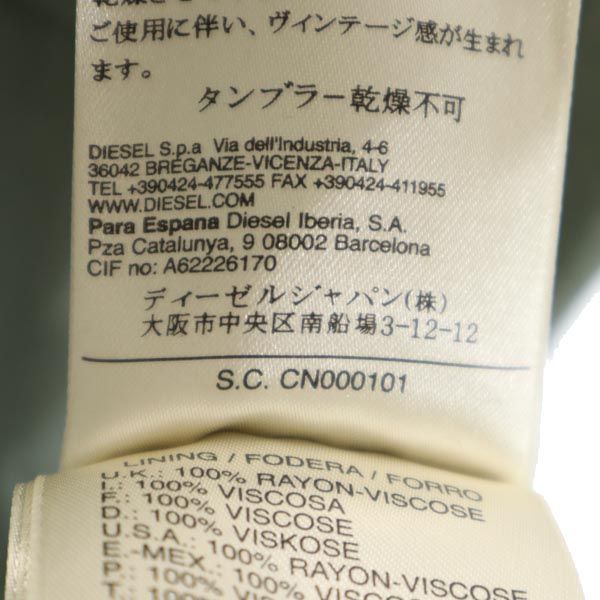 ご使用に伴い、ヴィンテージ感が生まれ
ます。
タンブラー乾燥不可
DIESEL S.p.a Via dell'Industria, 4-6
36042 BREGANZE-VICENZA-ITALY
TEL +390424-477555 FAX +390424-411955
WWW.DIESEL.COM
Para Espana Diesel Iberia, S.A.
Pza Catalunya, 9 08002 Barcelona
CIF no: A62226170
ディーゼルジャパン(株)
大阪市中央区南船場3-12-12
S.C. CN000101
LINING / FODERA / FORRO
U.K.: 100% RAYON-VISCOSE
I.: 100% VISCOSA
F.: 100% VISCOSE
D.: 100% VISKOSE
U.S.A.: 100% RAYON-VISCOSE
E.-MEX.: 100% VISCOSA
P.: 100% VISCOSE
T.: 100%